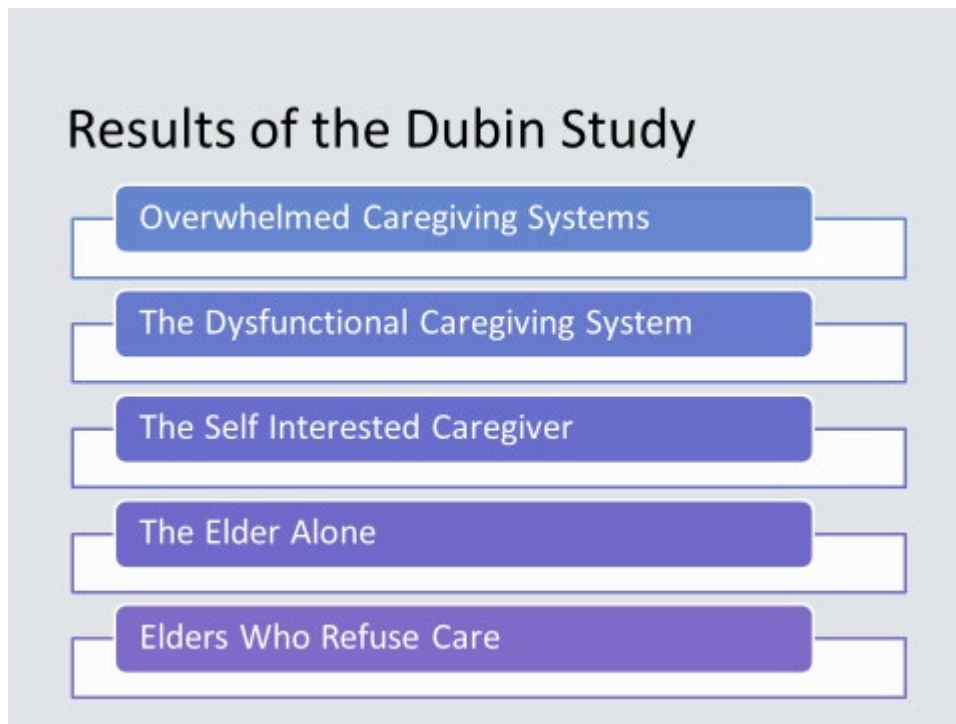 Results of the Dubin Study
Overwhelmed Caregiving Systems
The Dysfunctional Caregiving System
The Self Interested Caregiver
The Elder Alone
Elders Who Refuse Care